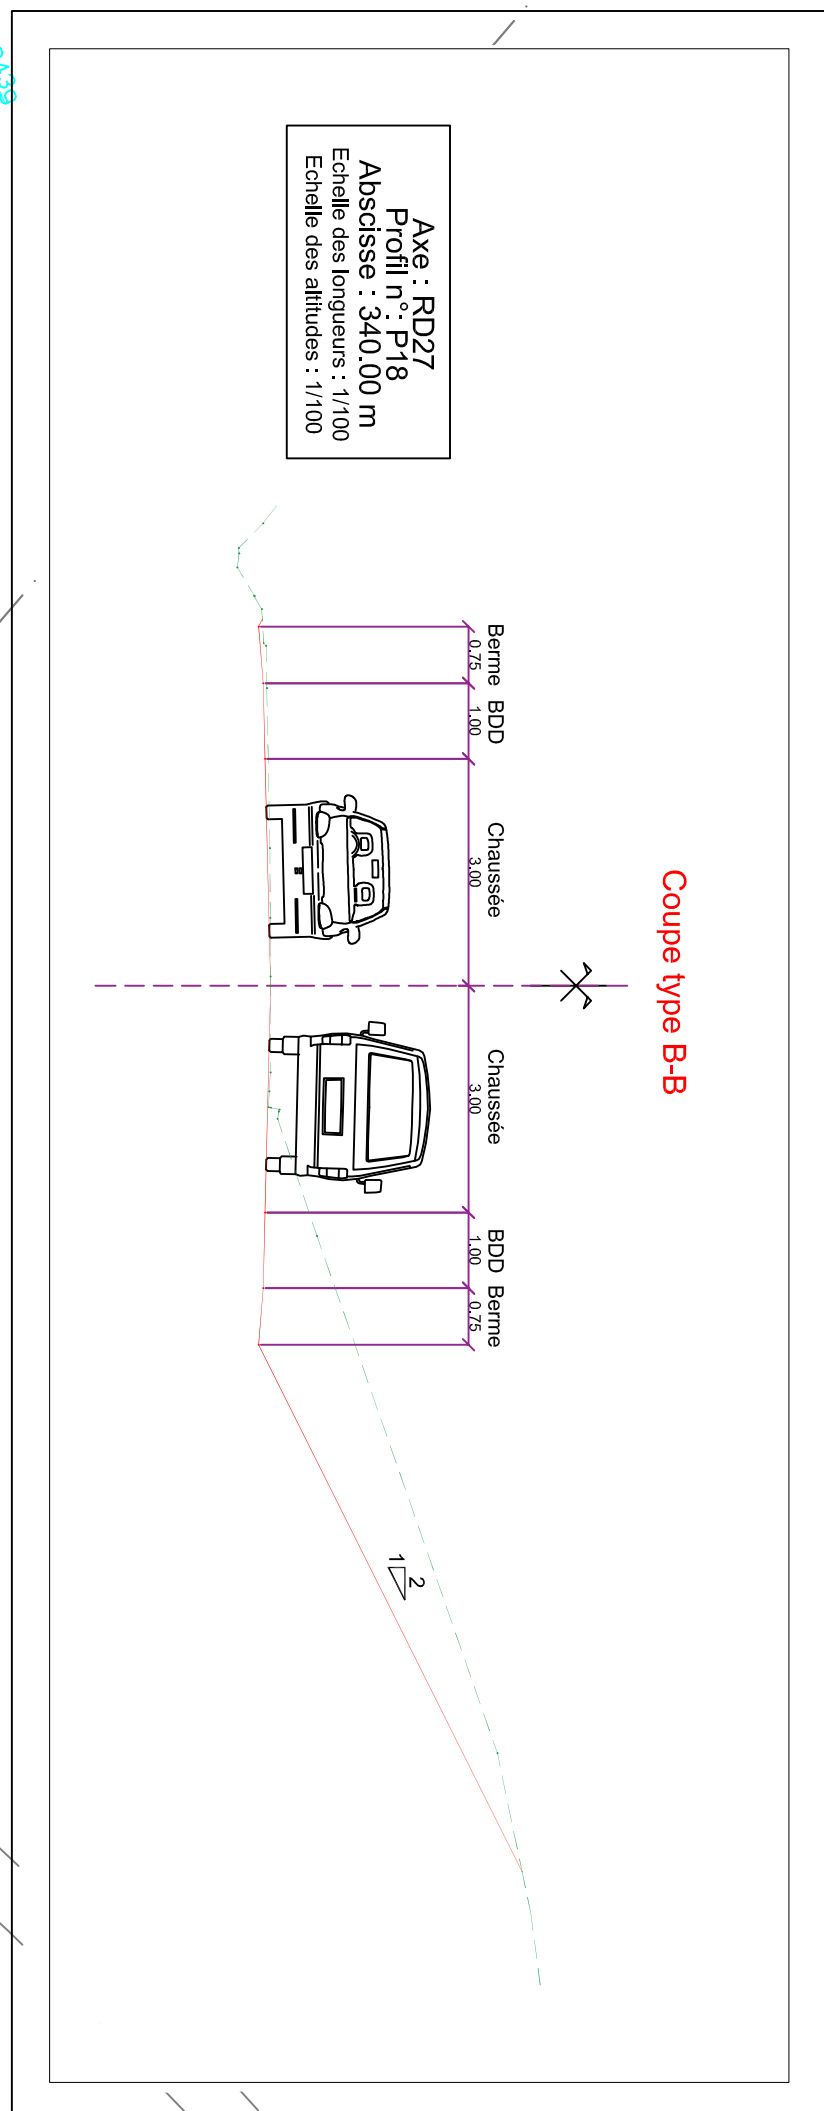 Coupe type B-B
Axe : RD27
Profil n°: P18
Abscisse : 340.00 m
Echelle des longueurs : 1/100
Echelle des altitudes : 1/100
Berme BDD Chaussée Chaussée BDD Berme
0.75 1.00 3.00 3.00 1.00 0.75
2
1